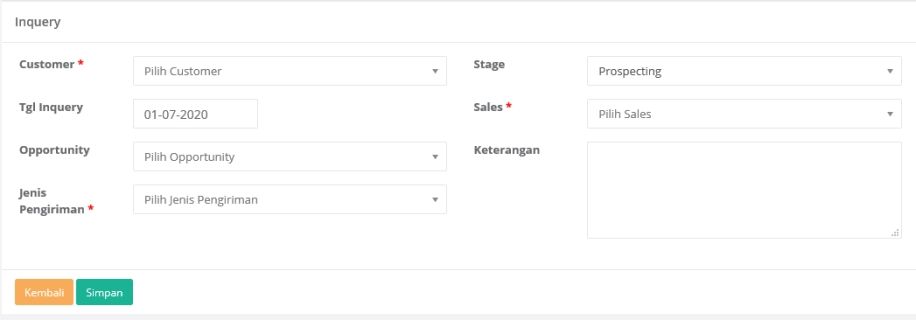 Inquery
Customer *
Pilih Customer
Stage
Prospecting
Tgl Inquery
01-07-2020
Sales *
Pilih Sales
Opportunity
Pilih Opportunity
Keterangan
Jenis
Pengiriman *
Pilih Jenis Pengiriman
Kembali
Simpan